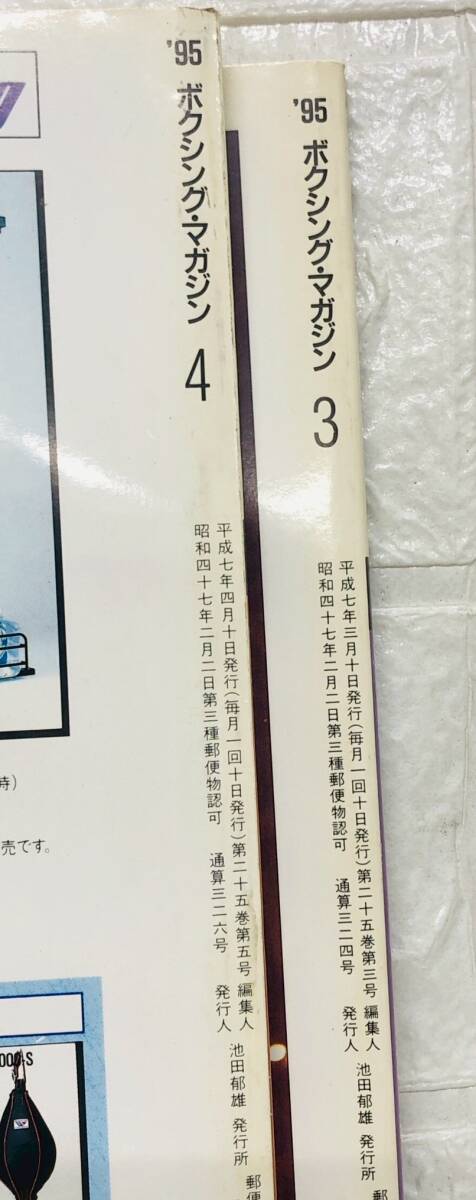 '95 ボクシング・マガジン 4
平成七年四月十日発行(毎月一回十日発行)第二十五巻第五号 編集人
昭和四十七年二月二日第三種郵便物認可 通算三二六号 発行人 池田郁雄 発行所 郵便
'95 ボクシング・マガジン 3
平成七年三月十日発行(毎月一回十日発行)第二十五巻第三号 編集人
昭和四十七年二月二日第三種郵便物認可 通算三二四号 発行人 池田郁雄 発行所 郵
時)
売です。
000-S